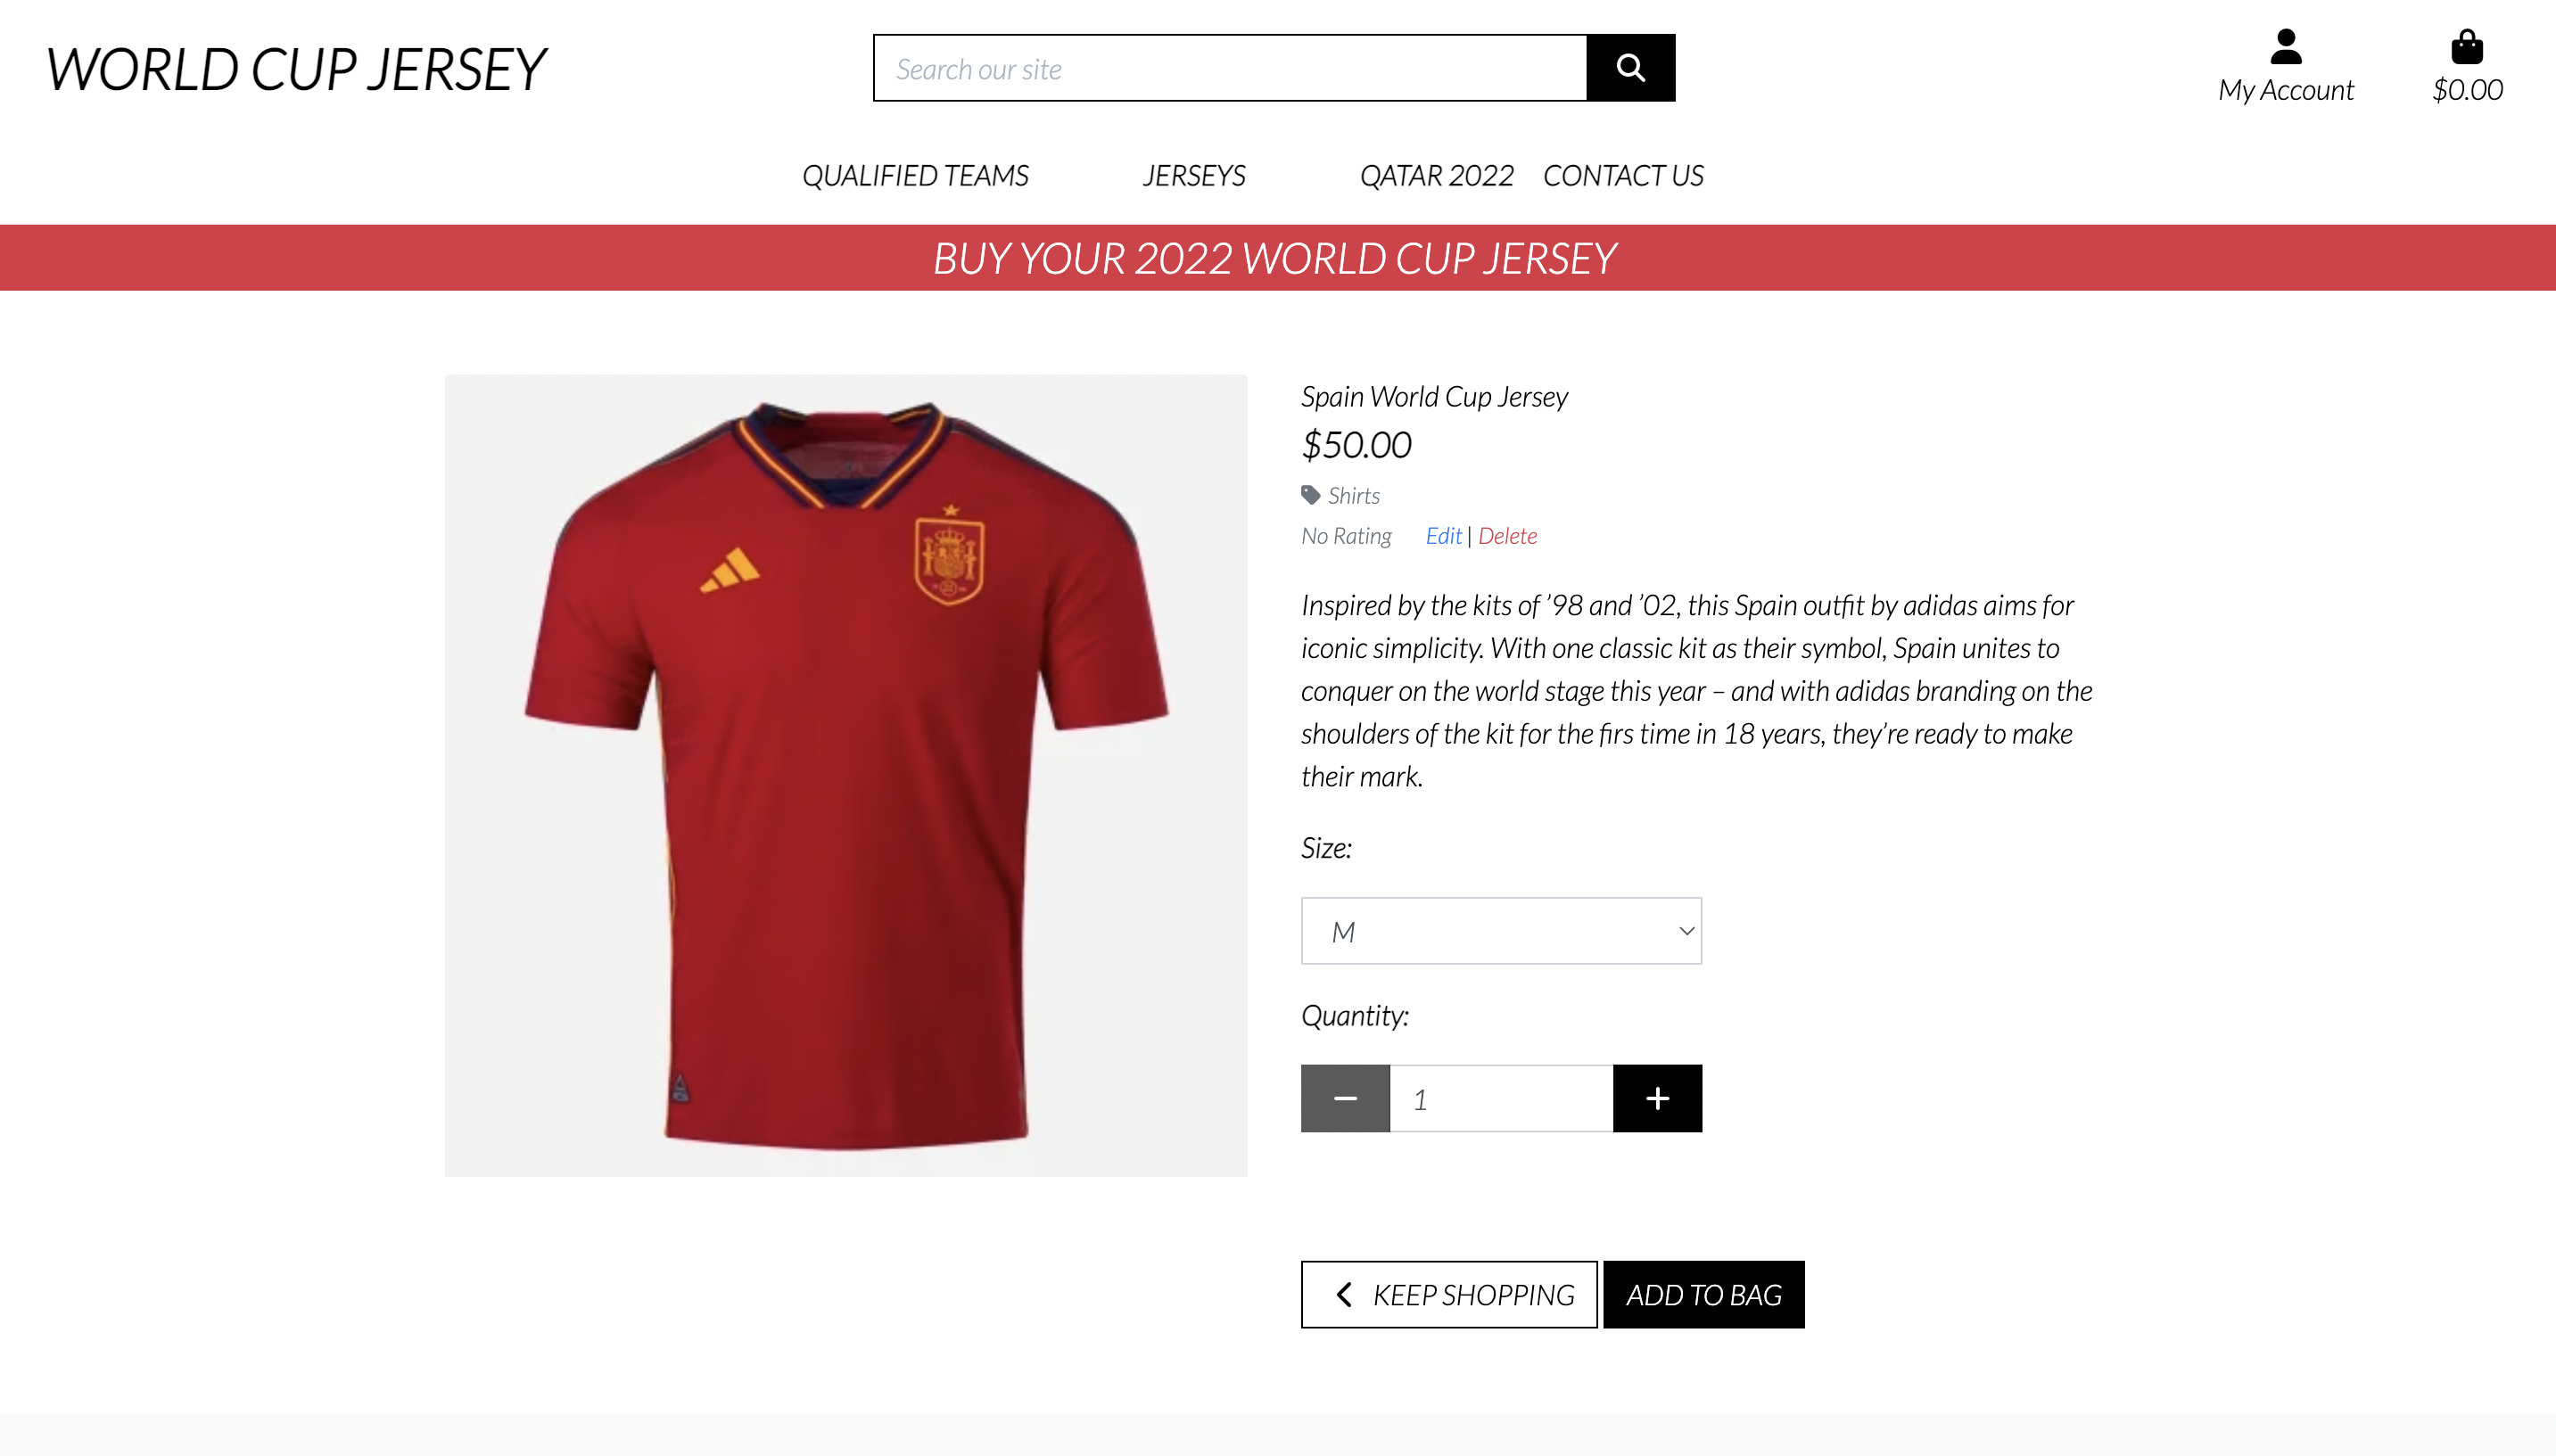 WORLD CUP JERSEY
Search our site
My Account
$0.00
QUALIFIED TEAMS
JERSEYS
QATAR 2022
CONTACT US
BUY YOUR 2022 WORLD CUP JERSEY
Spain World Cup Jersey
$50.00
Shirts
No Rating
Edit | Delete
Inspired by the kits of ’98 and ’02, this Spain outfit by adidas aims for
iconic simplicity. With one classic kit as their symbol, Spain unites to
conquer on the world stage this year – and with adidas branding on the
shoulders of the kit for the firs time in 18 years, they’re ready to make
their mark.
Size:
M
Quantity:
1
KEEP SHOPPING
ADD TO BAG